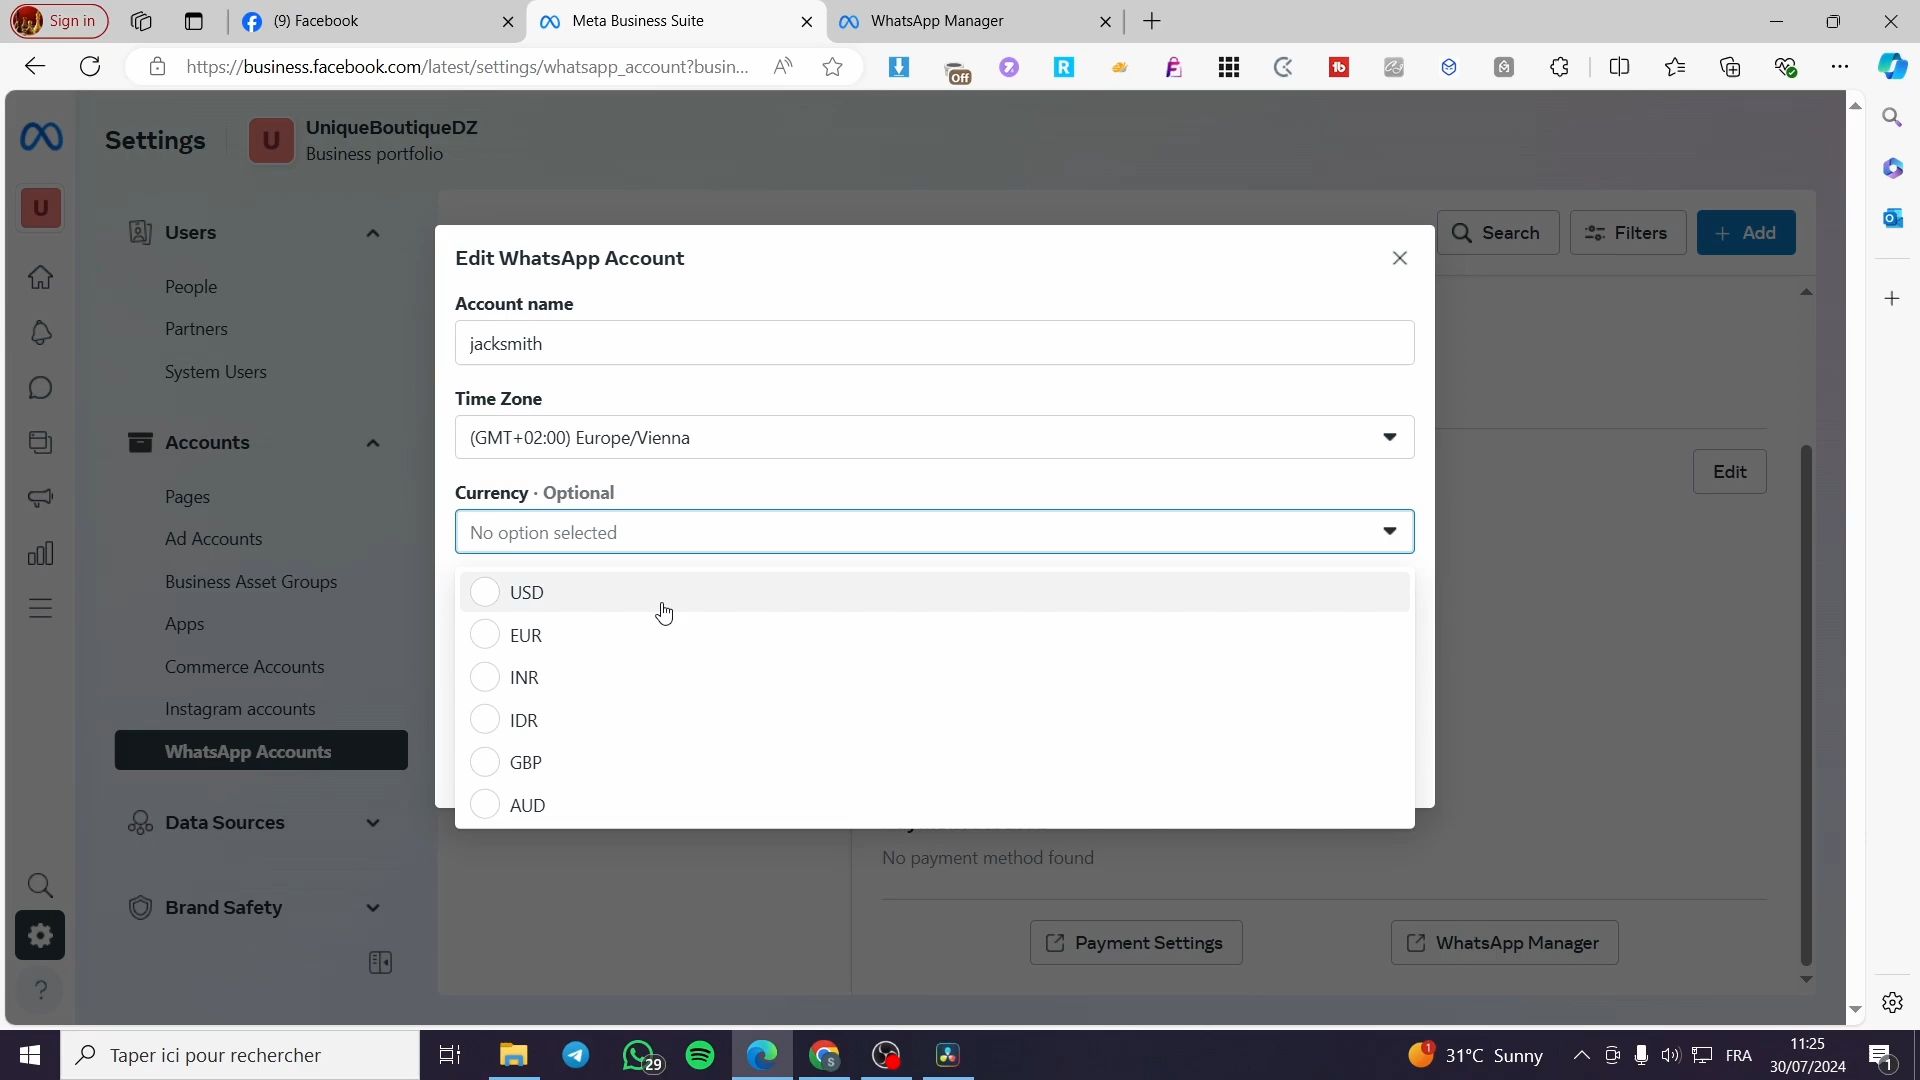 Sign in
(9) Facebook
Meta Business Suite
WhatsApp Manager
https://business.facebook.com/latest/settings/whatsapp_account?busin...
Off
Settings
U
UniqueBoutiqueDZ
Business portfolio
U
Users
People
Partners
System Users
Accounts
Pages
Ad Accounts
Business Asset Groups
Apps
Commerce Accounts
Instagram accounts
WhatsApp Accounts
Data Sources
Brand Safety
Search
Filters
+ Add
Edit WhatsApp Account
Account name
jacksmith
Time Zone
(GMT+02:00) Europe/Vienna
Currency · Optional
No option selected
USD
EUR
INR
IDR
GBP
AUD
Edit
No payment method found
Payment Settings
WhatsApp Manager
Taper ici pour rechercher
29
1
31°C Sunny
FRA
11:25
30/07/2024
1